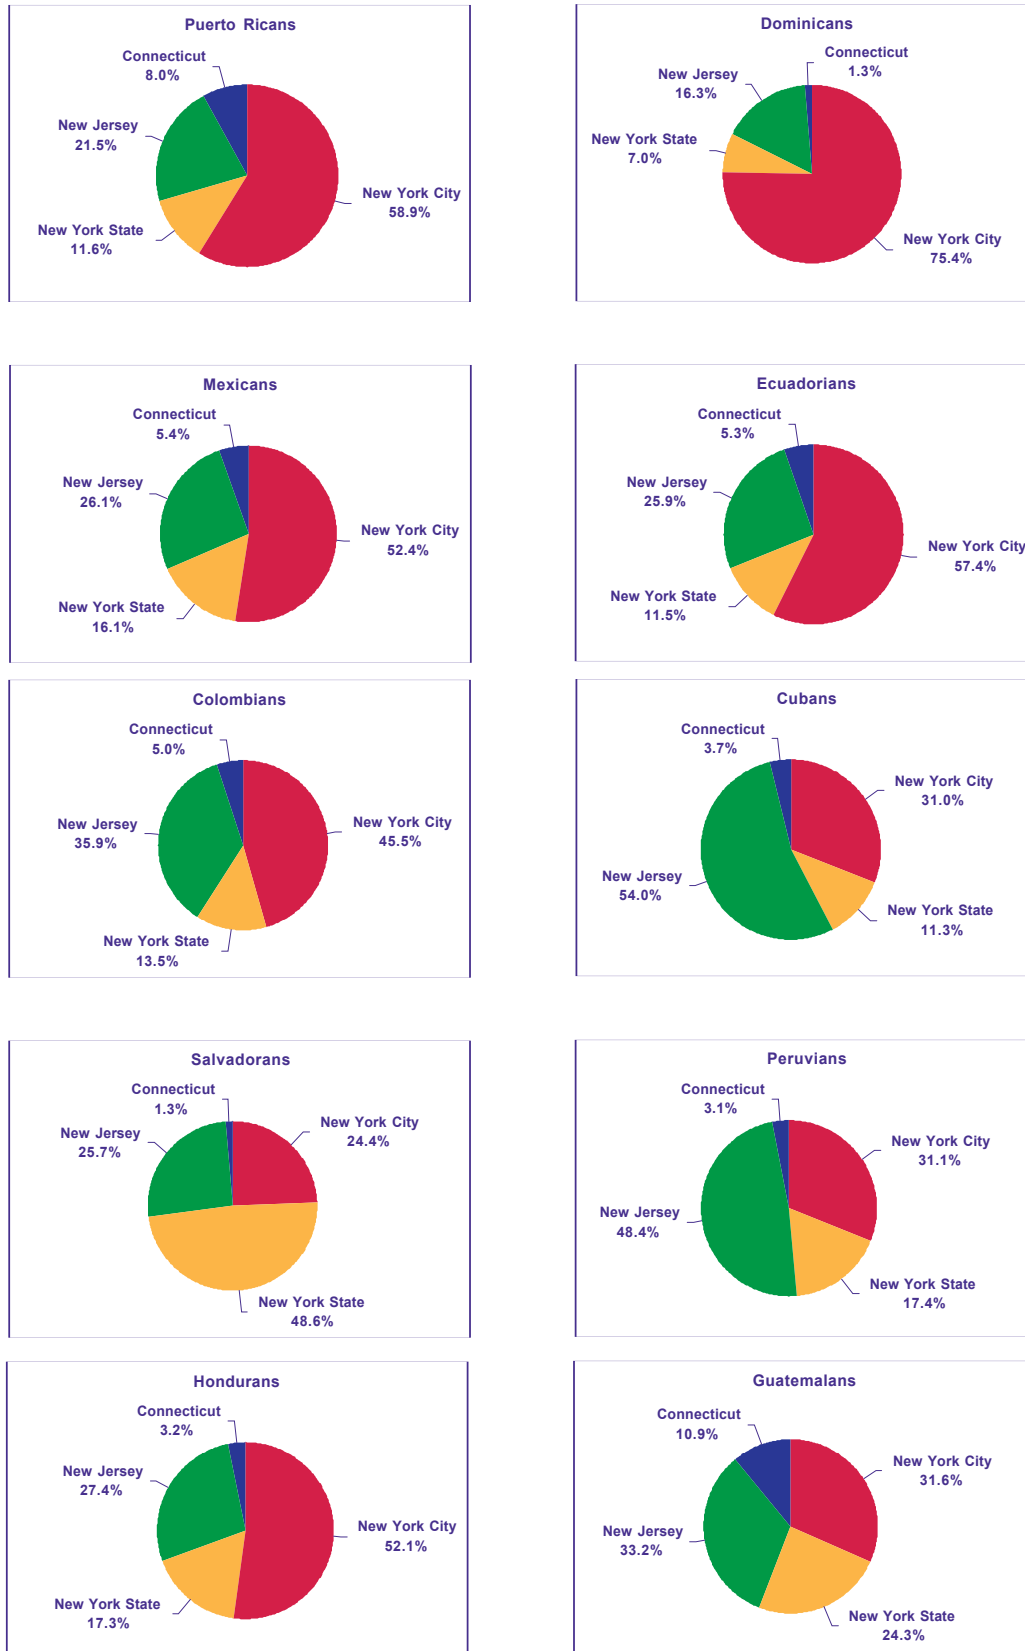 Puerto Ricans
Connecticut
8.0%
New Jersey
21.5%
New York City
58.9%
New York State
11.6%
Dominicans
Connecticut
1.3%
New Jersey
16.3%
New York State
7.0%
New York City
75.4%
Mexicans
Connecticut
5.4%
New Jersey
26.1%
New York City
52.4%
New York State
16.1%
Ecuadorians
Connecticut
5.3%
New Jersey
25.9%
New York City
57.4%
New York State
11.5%
Colombians
Connecticut
5.0%
New Jersey
35.9%
New York City
45.5%
New York State
13.5%
Cubans
Connecticut
3.7%
New York City
31.0%
New Jersey
54.0%
New York State
11.3%
Salvadorans
Connecticut
1.3%
New York City
24.4%
New Jersey
25.7%
New York State
48.6%
Peruvians
Connecticut
3.1%
New York City
31.1%
New Jersey
48.4%
New York State
17.4%
Hondurans
Connecticut
3.2%
New Jersey
27.4%
New York City
52.1%
New York State
17.3%
Guatemalans
Connecticut
10.9%
New York City
31.6%
New Jersey
33.2%
New York State
24.3%